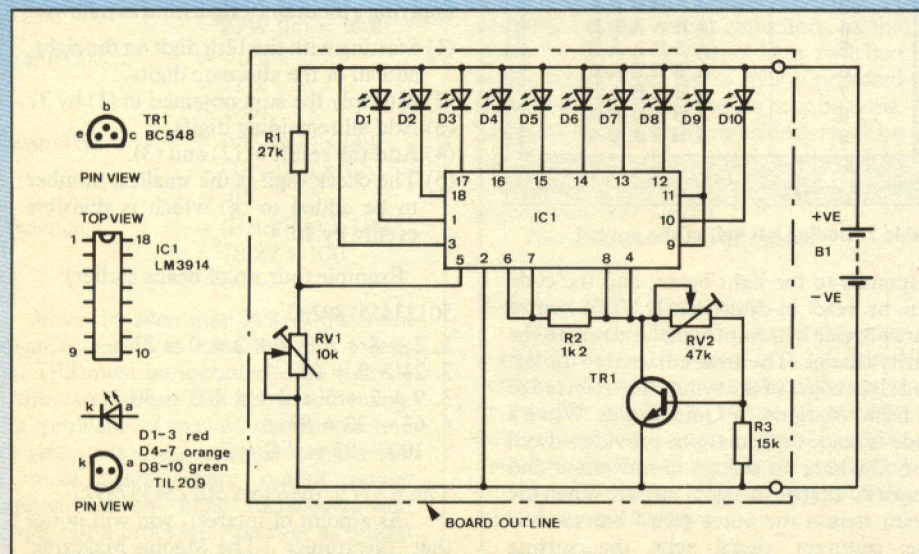 b
e
c
TR1
BC548
PIN VIEW
TOP VIEW
1
18
IC1
LM3914
9
10
k
a
k
a
D1-3 red
D4-7 orange
D8-10 green
TIL 209
PIN VIEW
R1
27k
D1
D2
D3
D4
D5
D6
D7
D8
D9
D10
17
16
15
14
13
12
11
18
1
IC1
10
3
9
5
2
6
7
8
4
RV1
10k
R2
1k2
RV2
47k
TR1
R3
15k
+VE
B1
-VE
BOARD OUTLINE